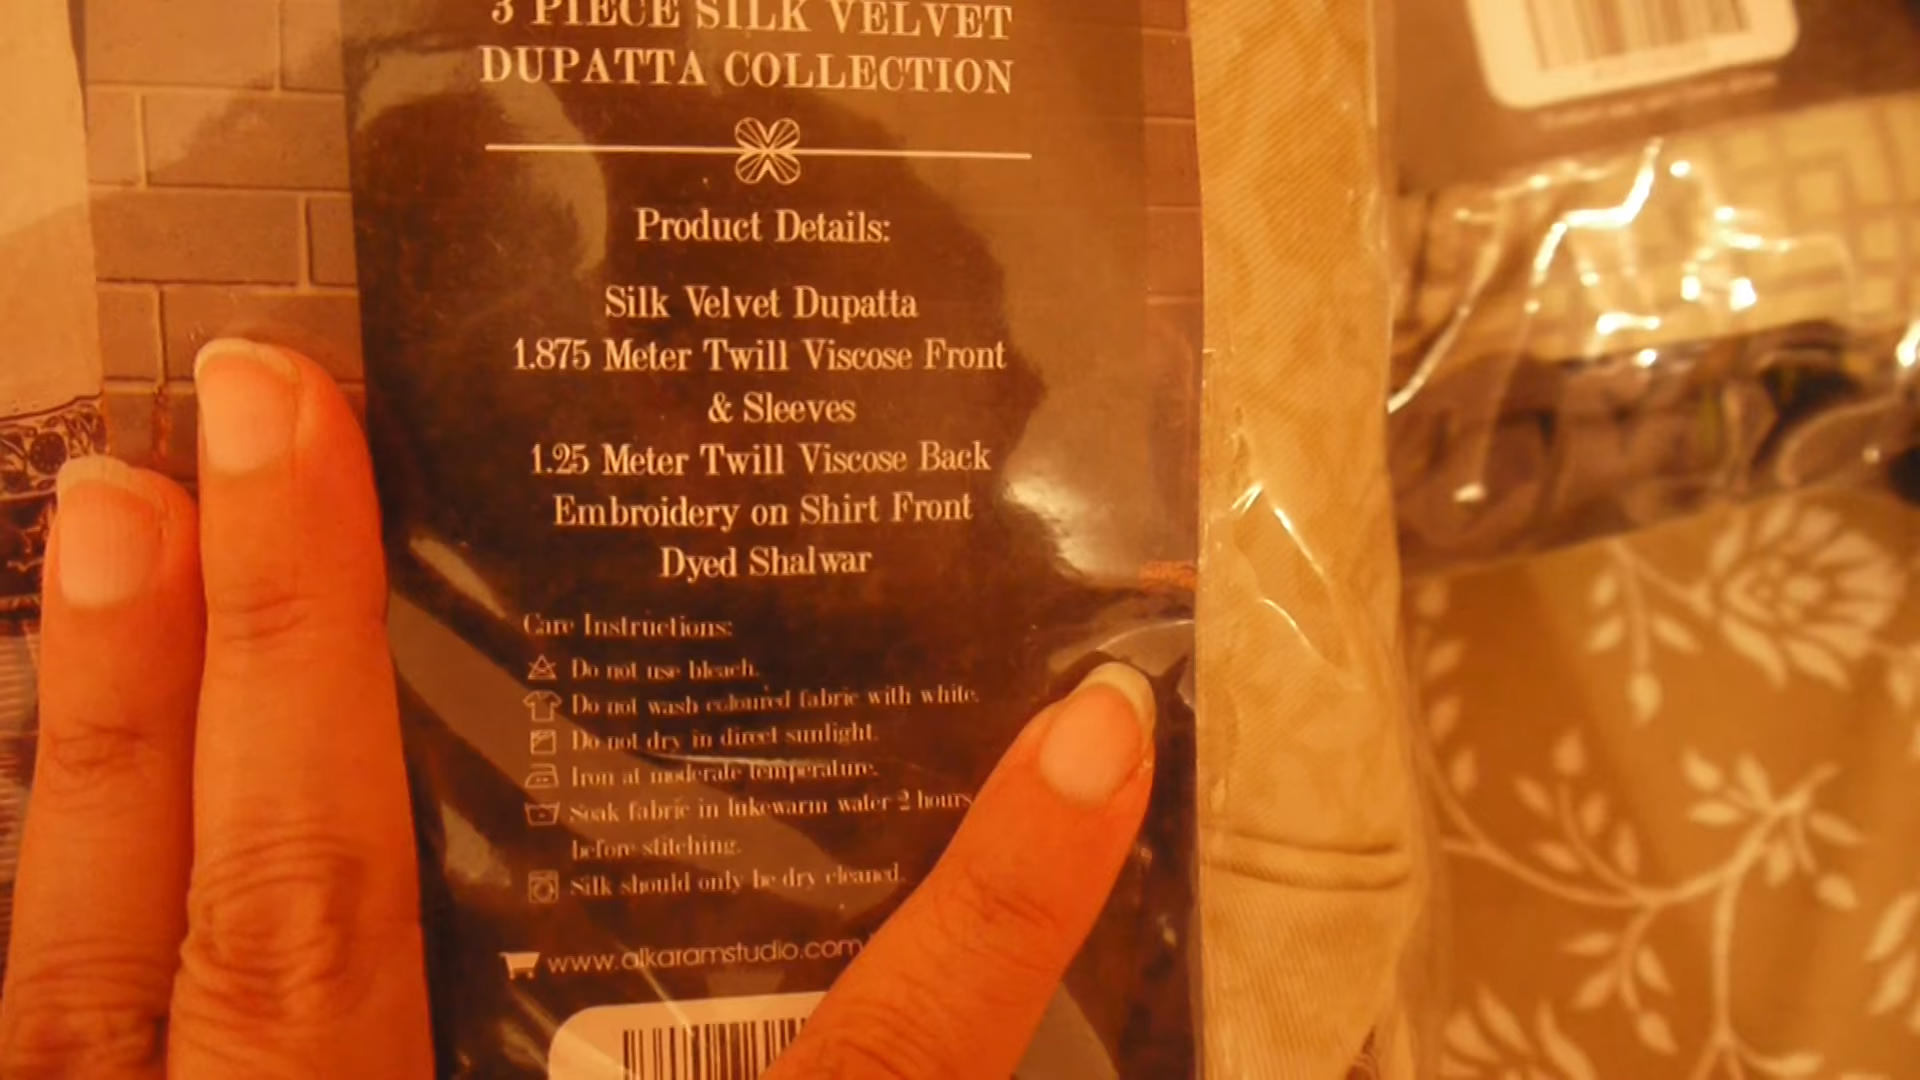 3 PIECE SILK VELVET
DUPATTA COLLECTION
Product Details:
Silk Velvet Dupatta
1.875 Meter Twill Viscose Front
& Sleeves
1.25 Meter Twill Viscose Back
Embroidery on Shirt Front
Dyed Shalwar
Care Instructions:
Do not use bleach.
Do not wash coloured fabric with white.
Do not dry in direct sunlight.
Iron at moderate temperature.
Soak fabric in lukewarm water 2 hours
before stitching.
Silk should only be dry cleaned.
www.alkaramstudio.com